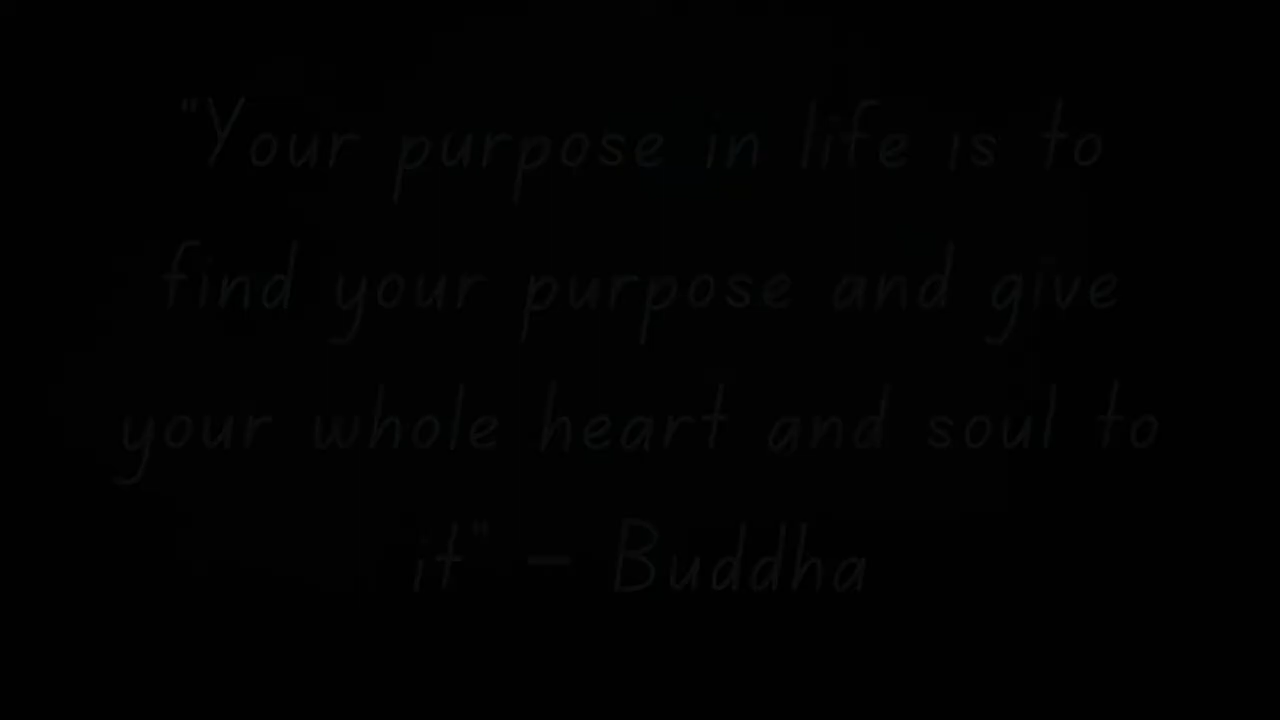 "Your purpose in life is to
find your purpose and give
your whole heart and soul to
it" – Buddha